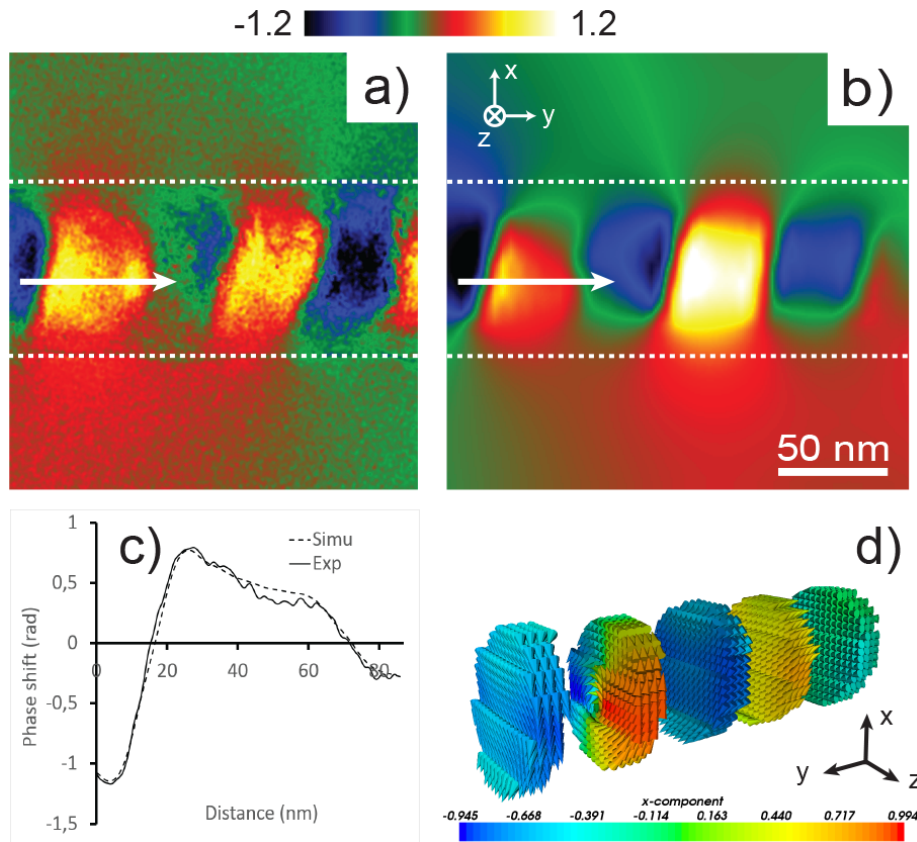 -1.2 1.2
a)
b)
x
y
z
50 nm
c)
Simu
Exp
1
0,5
0
-0,5
-1
-1,5
0 20 40 60 80
Phase shift (rad)
Distance (nm)
d)
x
y
z
x-component
-0.945 -0.668 -0.391 -0.114 0.163 0.440 0.717 0.994